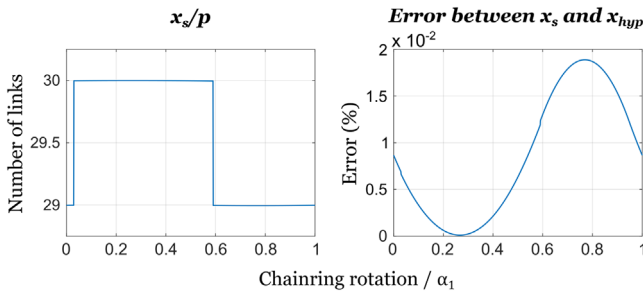 x_s/p
Number of links
30
29.5
29
0 0.2 0.4 0.6 0.8 1
Error between x_s and x_hyp
2 x 10⁻²
Error (%)
1.5
1
0.5
0
0 0.2 0.4 0.6 0.8 1
Chainring rotation / α₁